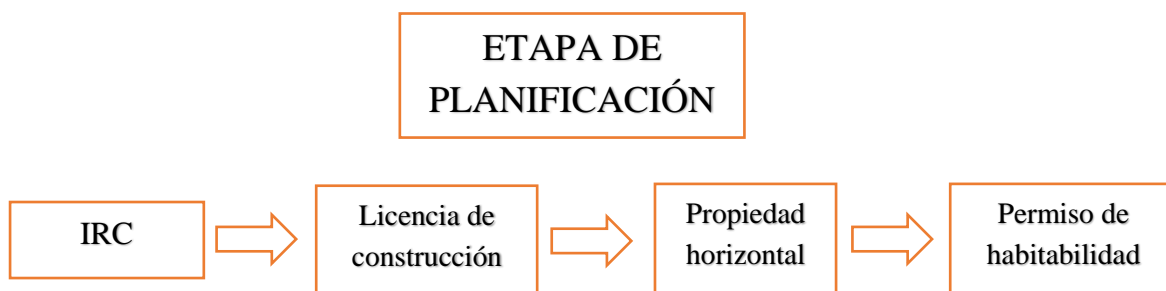 ETAPA DE
PLANIFICACIÓN
IRC
Licencia de
construcción
Propiedad
horizontal
Permiso de
habitabilidad